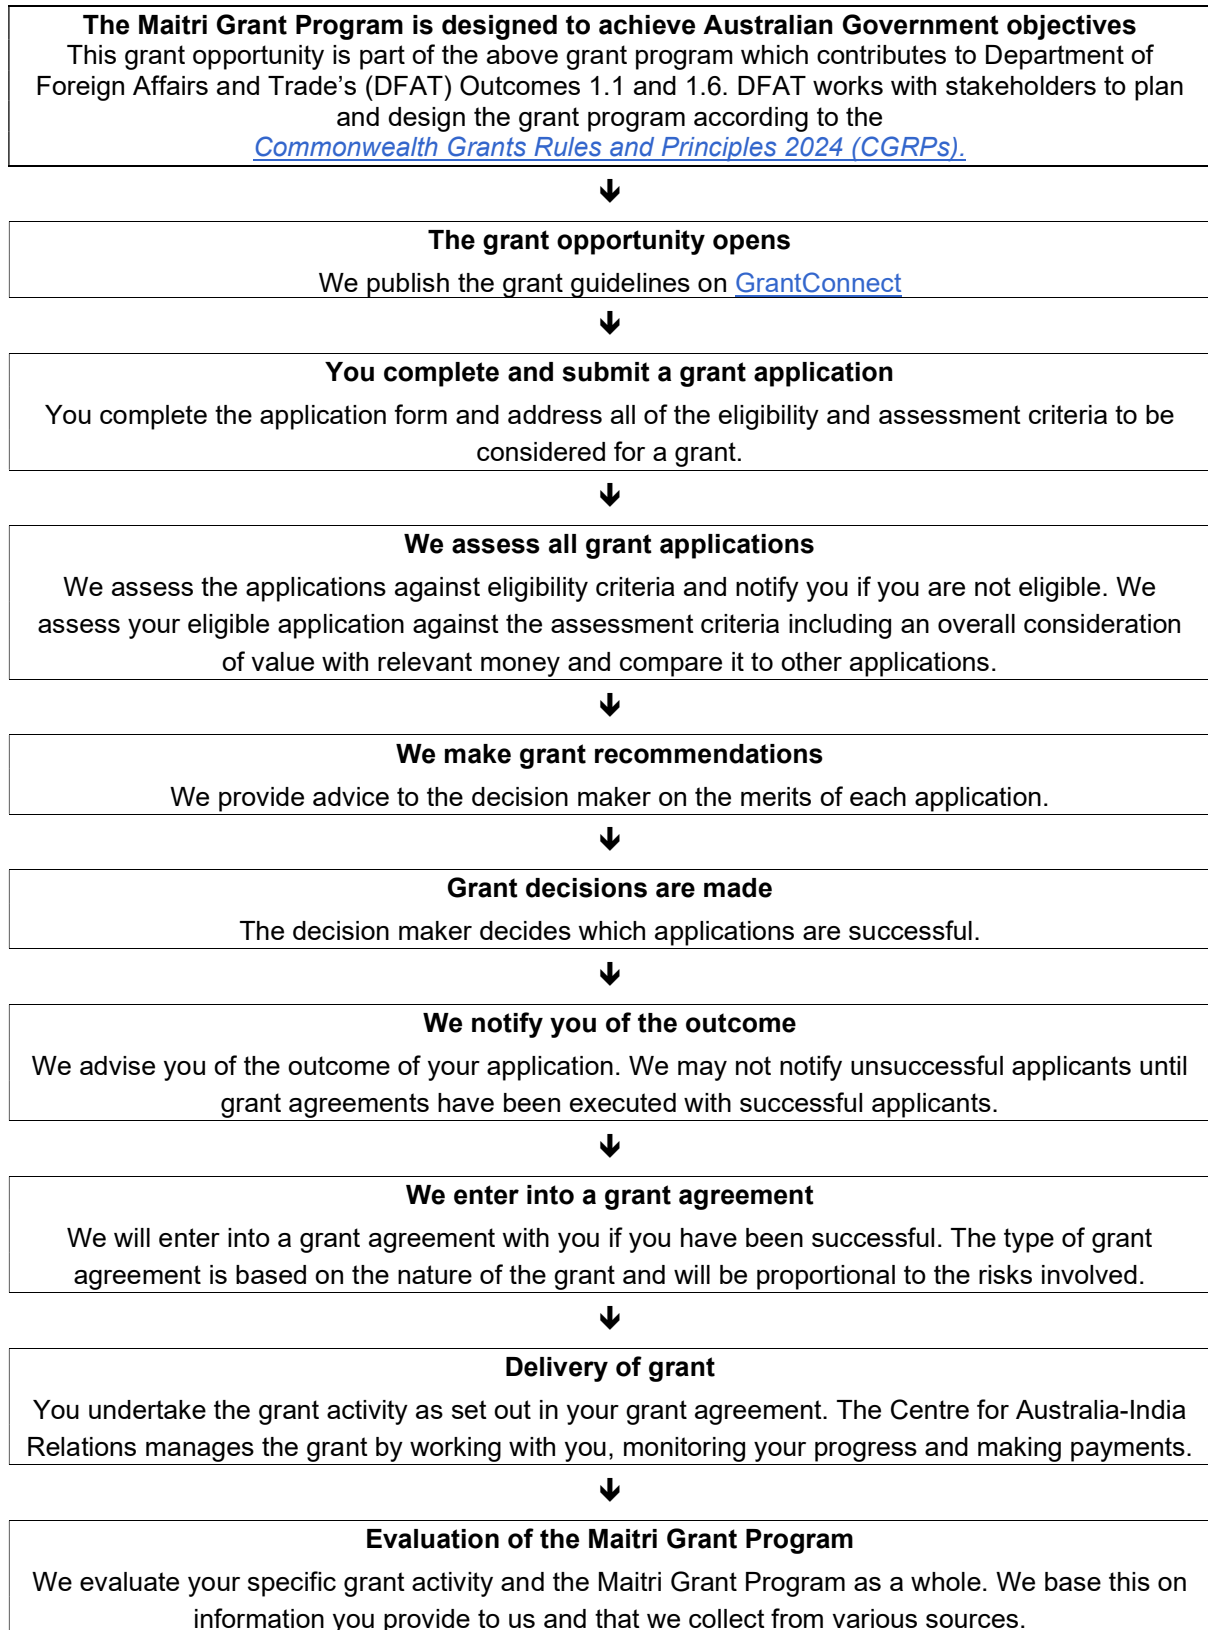 The Maitri Grant Program is designed to achieve Australian Government objectives
This grant opportunity is part of the above grant program which contributes to Department of
Foreign Affairs and Trade's (DFAT) Outcomes 1.1 and 1.6. DFAT works with stakeholders to plan
and design the grant program according to the
Commonwealth Grants Rules and Principles 2024 (CGRPs).
The grant opportunity opens
We publish the grant guidelines on GrantConnect
You complete and submit a grant application
You complete the application form and address all of the eligibility and assessment criteria to be
considered for a grant.
We assess all grant applications
We assess the applications against eligibility criteria and notify you if you are not eligible. We
assess your eligible application against the assessment criteria including an overall consideration
of value with relevant money and compare it to other applications.
We make grant recommendations
We provide advice to the decision maker on the merits of each application.
Grant decisions are made
The decision maker decides which applications are successful.
We notify you of the outcome
We advise you of the outcome of your application. We may not notify unsuccessful applicants until
grant agreements have been executed with successful applicants.
We enter into a grant agreement
We will enter into a grant agreement with you if you have been successful. The type of grant
agreement is based on the nature of the grant and will be proportional to the risks involved.
Delivery of grant
You undertake the grant activity as set out in your grant agreement. The Centre for Australia-India
Relations manages the grant by working with you, monitoring your progress and making payments.
Evaluation of the Maitri Grant Program
We evaluate your specific grant activity and the Maitri Grant Program as a whole. We base this on
information you provide to us and that we collect from various sources.